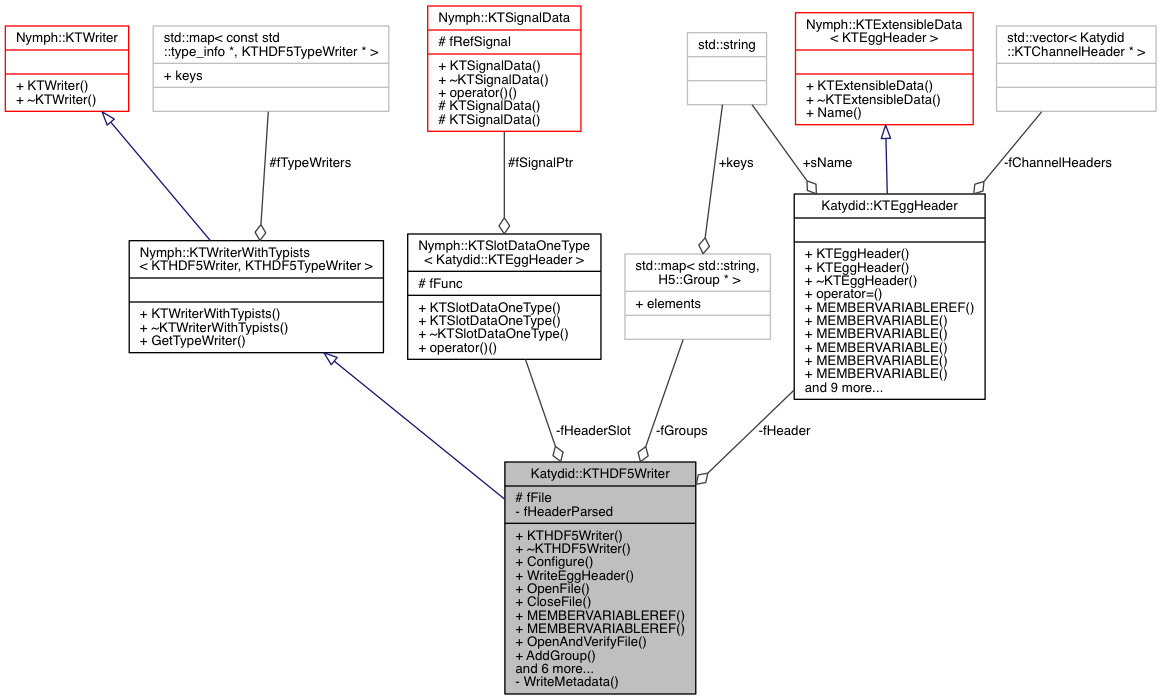 Nymph::KTWriter
+ KTWriter()
+ ~KTWriter()
std::map< const std
::type_info *, KTHDF5TypeWriter * >
+ keys
Nymph::KTSignalData
# fRefSignal
+ KTSignalData()
+ ~KTSignalData()
+ operator()()
# KTSignalData()
# KTSignalData()
std::string
Nymph::KTExtensibleData
< KTEggHeader >
+ KTExtensibleData()
+ ~KTExtensibleData()
+ Name()
std::vector< Katydid
::KTChannelHeader * >
#fTypeWriters
#fSignalPtr
+keys
+sName
-fChannelHeaders
Nymph::KTWriterWithTypists
< KTHDF5Writer, KTHDF5TypeWriter >
+ KTWriterWithTypists()
+ ~KTWriterWithTypists()
+ GetTypeWriter()
Nymph::KTSlotDataOneType
< Katydid::KTEggHeader >
# fFunc
+ KTSlotDataOneType()
+ KTSlotDataOneType()
+ ~KTSlotDataOneType()
+ operator()()
std::map< std::string,
H5::Group * >
+ elements
Katydid::KTEggHeader
+ KTEggHeader()
+ KTEggHeader()
+ ~KTEggHeader()
+ operator=()
+ MEMBERVARIABLEREF()
+ MEMBERVARIABLE()
+ MEMBERVARIABLE()
+ MEMBERVARIABLE()
+ MEMBERVARIABLE()
+ MEMBERVARIABLE()
and 9 more...
-fHeaderSlot
-fGroups
-fHeader
Katydid::KTHDF5Writer
# fFile
- fHeaderParsed
+ KTHDF5Writer()
+ ~KTHDF5Writer()
+ Configure()
+ WriteEggHeader()
+ OpenFile()
+ CloseFile()
+ MEMBERVARIABLEREF()
+ MEMBERVARIABLEREF()
+ OpenAndVerifyFile()
+ AddGroup()
and 6 more...
- WriteMetadata()